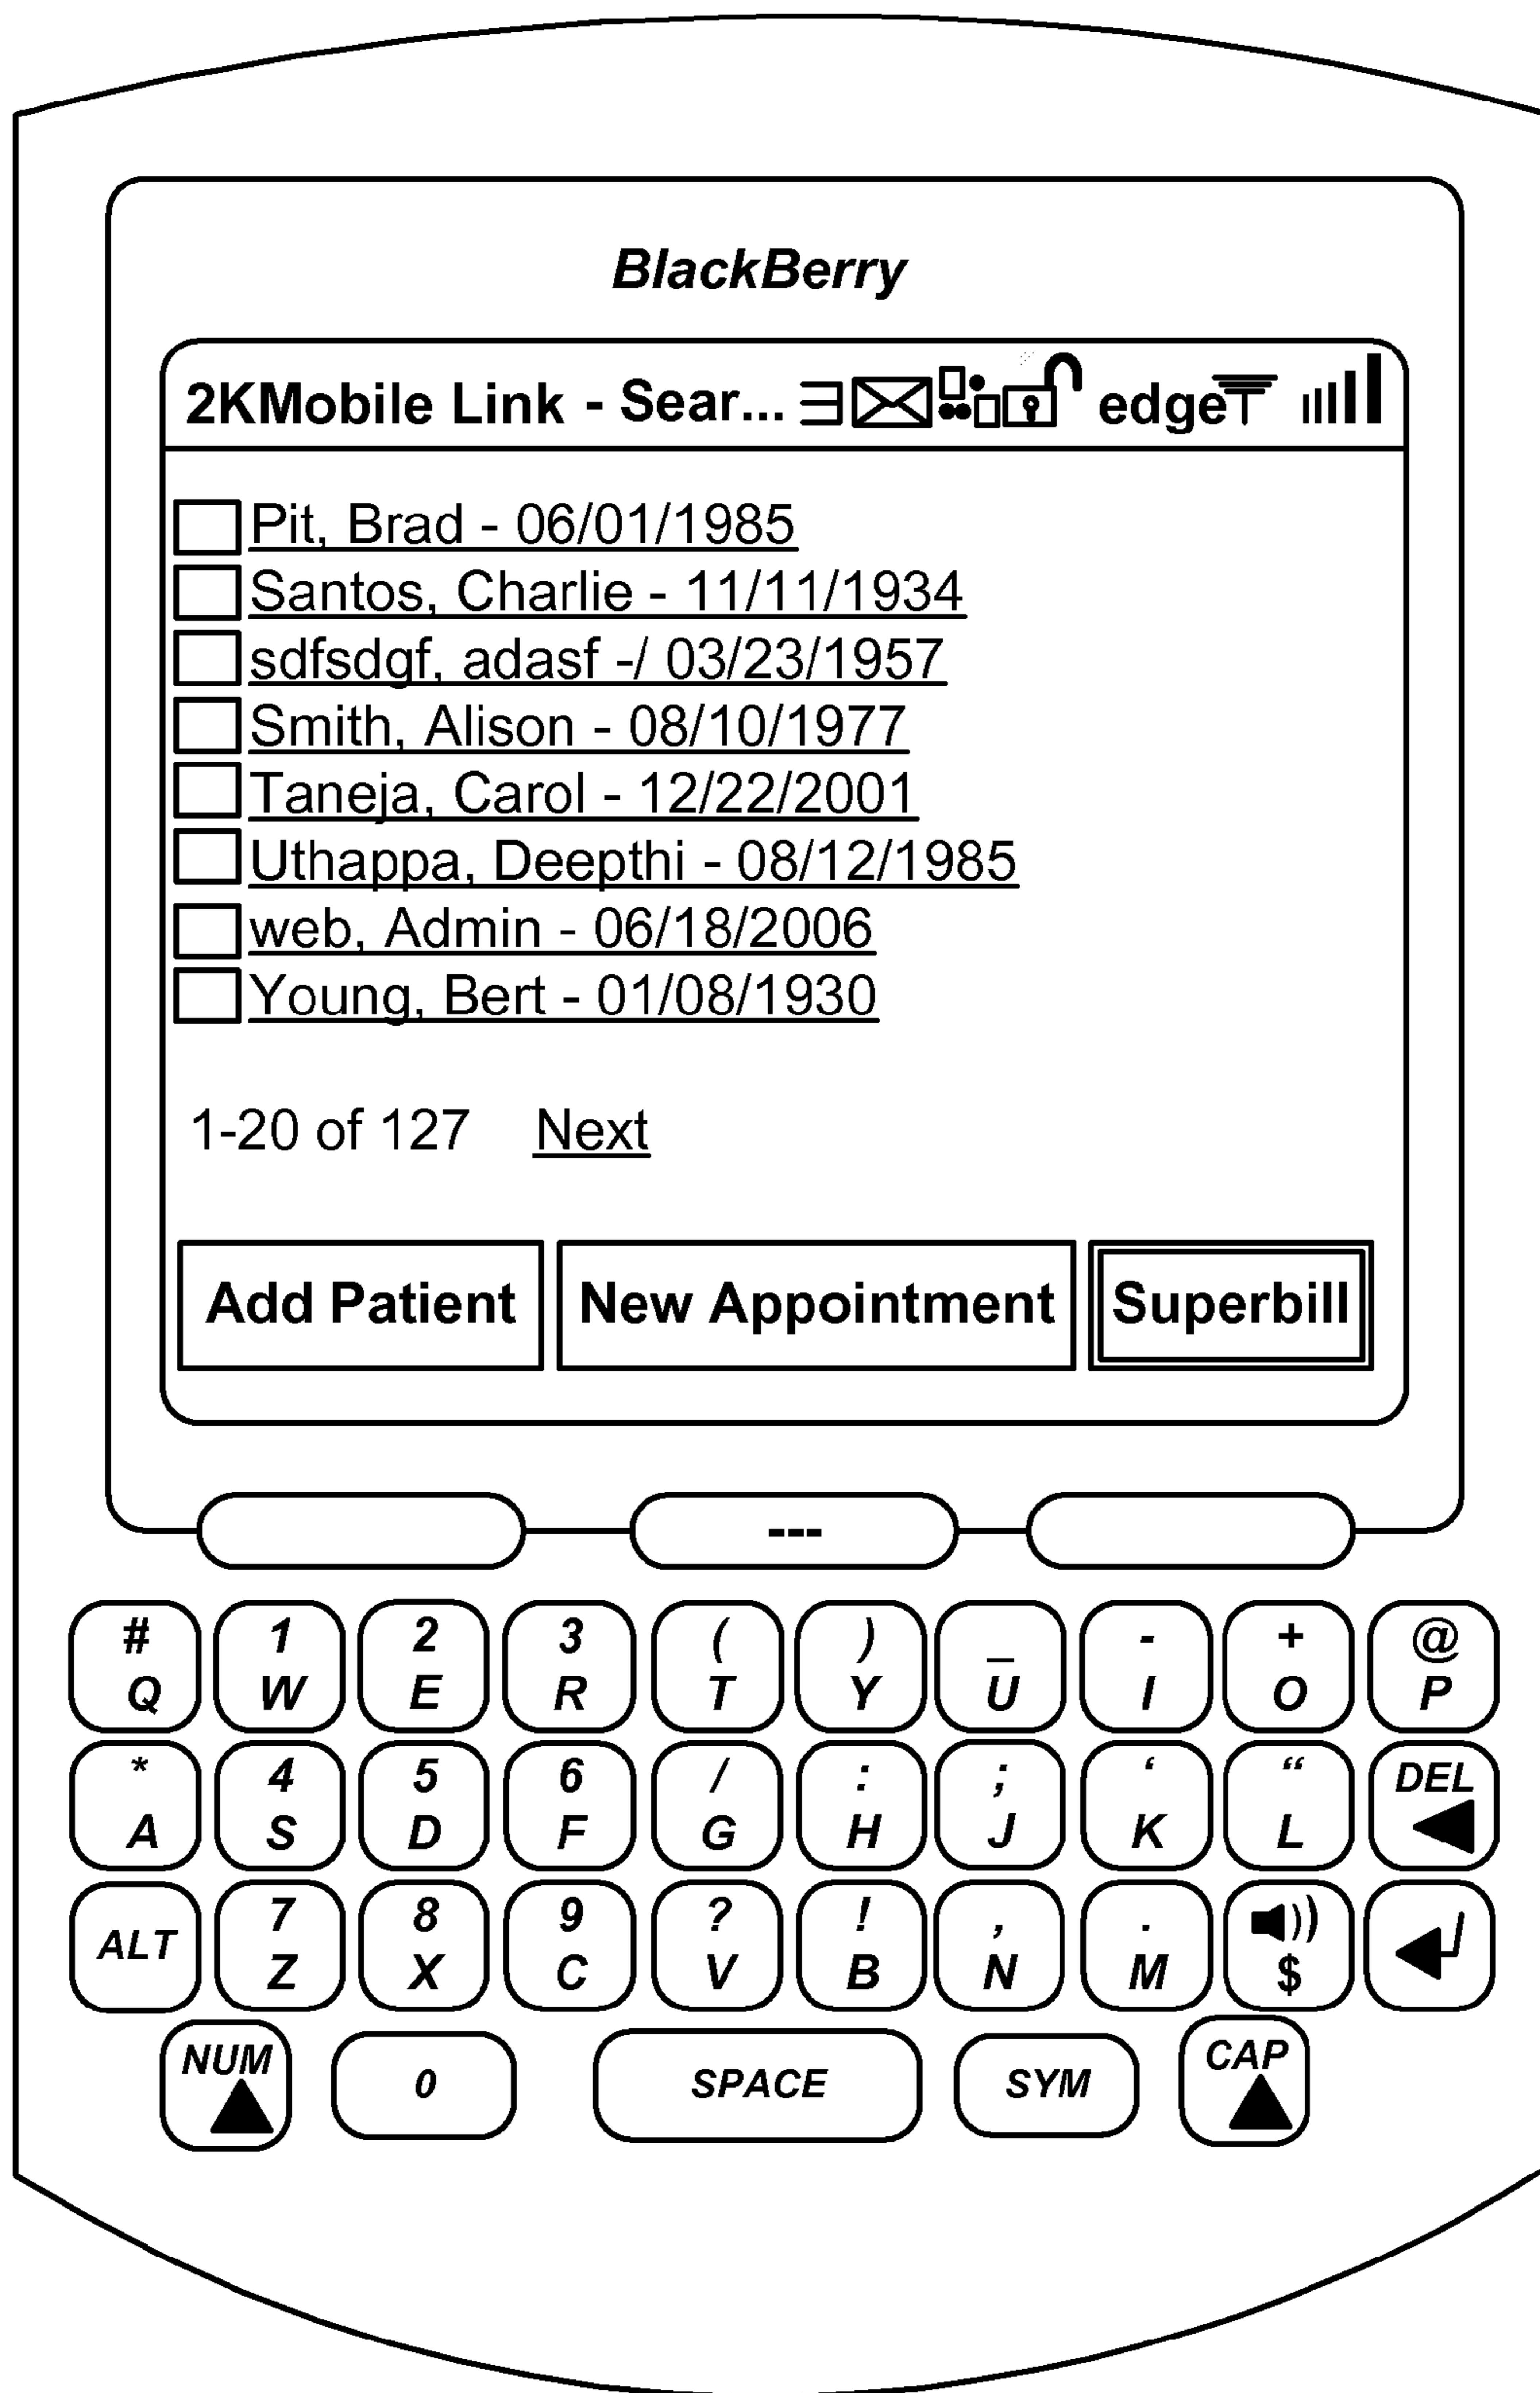 BlackBerry
2KMobile Link - Sear... edge
Pit, Brad - 06/01/1985
Santos, Charlie - 11/11/1934
sdfsdgf, adasf -/ 03/23/1957
Smith, Alison - 08/10/1977
Taneja, Carol - 12/22/2001
Uthappa, Deepthi - 08/12/1985
web, Admin - 06/18/2006
Young, Bert - 01/08/1930
1-20 of 127 Next
Add Patient New Appointment Superbill
---
# 1 2 3 ( ) _ - + @
Q W E R T Y U I O P
* 4 5 6 / : ; ‘ “ DEL
A S D F G H J K L
ALT 7 8 9 ? ! , .
Z X C V B N M $
NUM 0 SPACE SYM CAP